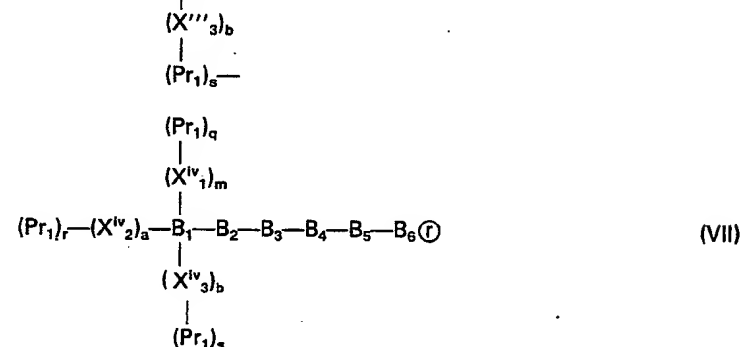 (X‴₃)b
(Pr₁)s—
(Pr₁)q
(Xⁱᵛ₁)m
(Pr₁)r—(Xⁱᵛ₂)a—B₁—B₂—B₃—B₄—B₅—B₆ⓡ (VII)
(Xⁱᵛ₃)b
(Pr₁)s